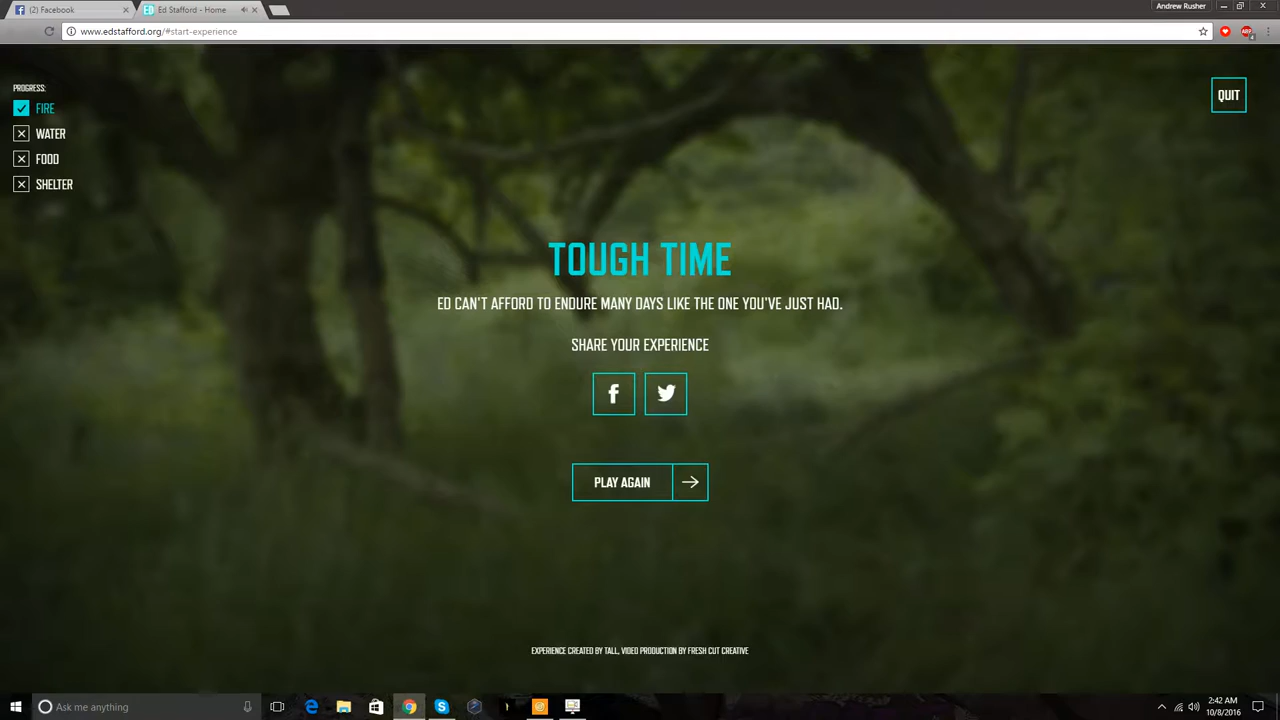 (2) Facebook
Ed Stafford - Home
Andrew Rusher
www.edstafford.org/#start-experience
PROGRESS:
FIRE
WATER
FOOD
SHELTER
QUIT
TOUGH TIME
ED CAN'T AFFORD TO ENDURE MANY DAYS LIKE THE ONE YOU'VE JUST HAD.
SHARE YOUR EXPERIENCE
PLAY AGAIN
EXPERIENCE CREATED BY TALL, VIDEO PRODUCTION BY FRESH CUT CREATIVE
Ask me anything
2:42 AM
10/8/2016